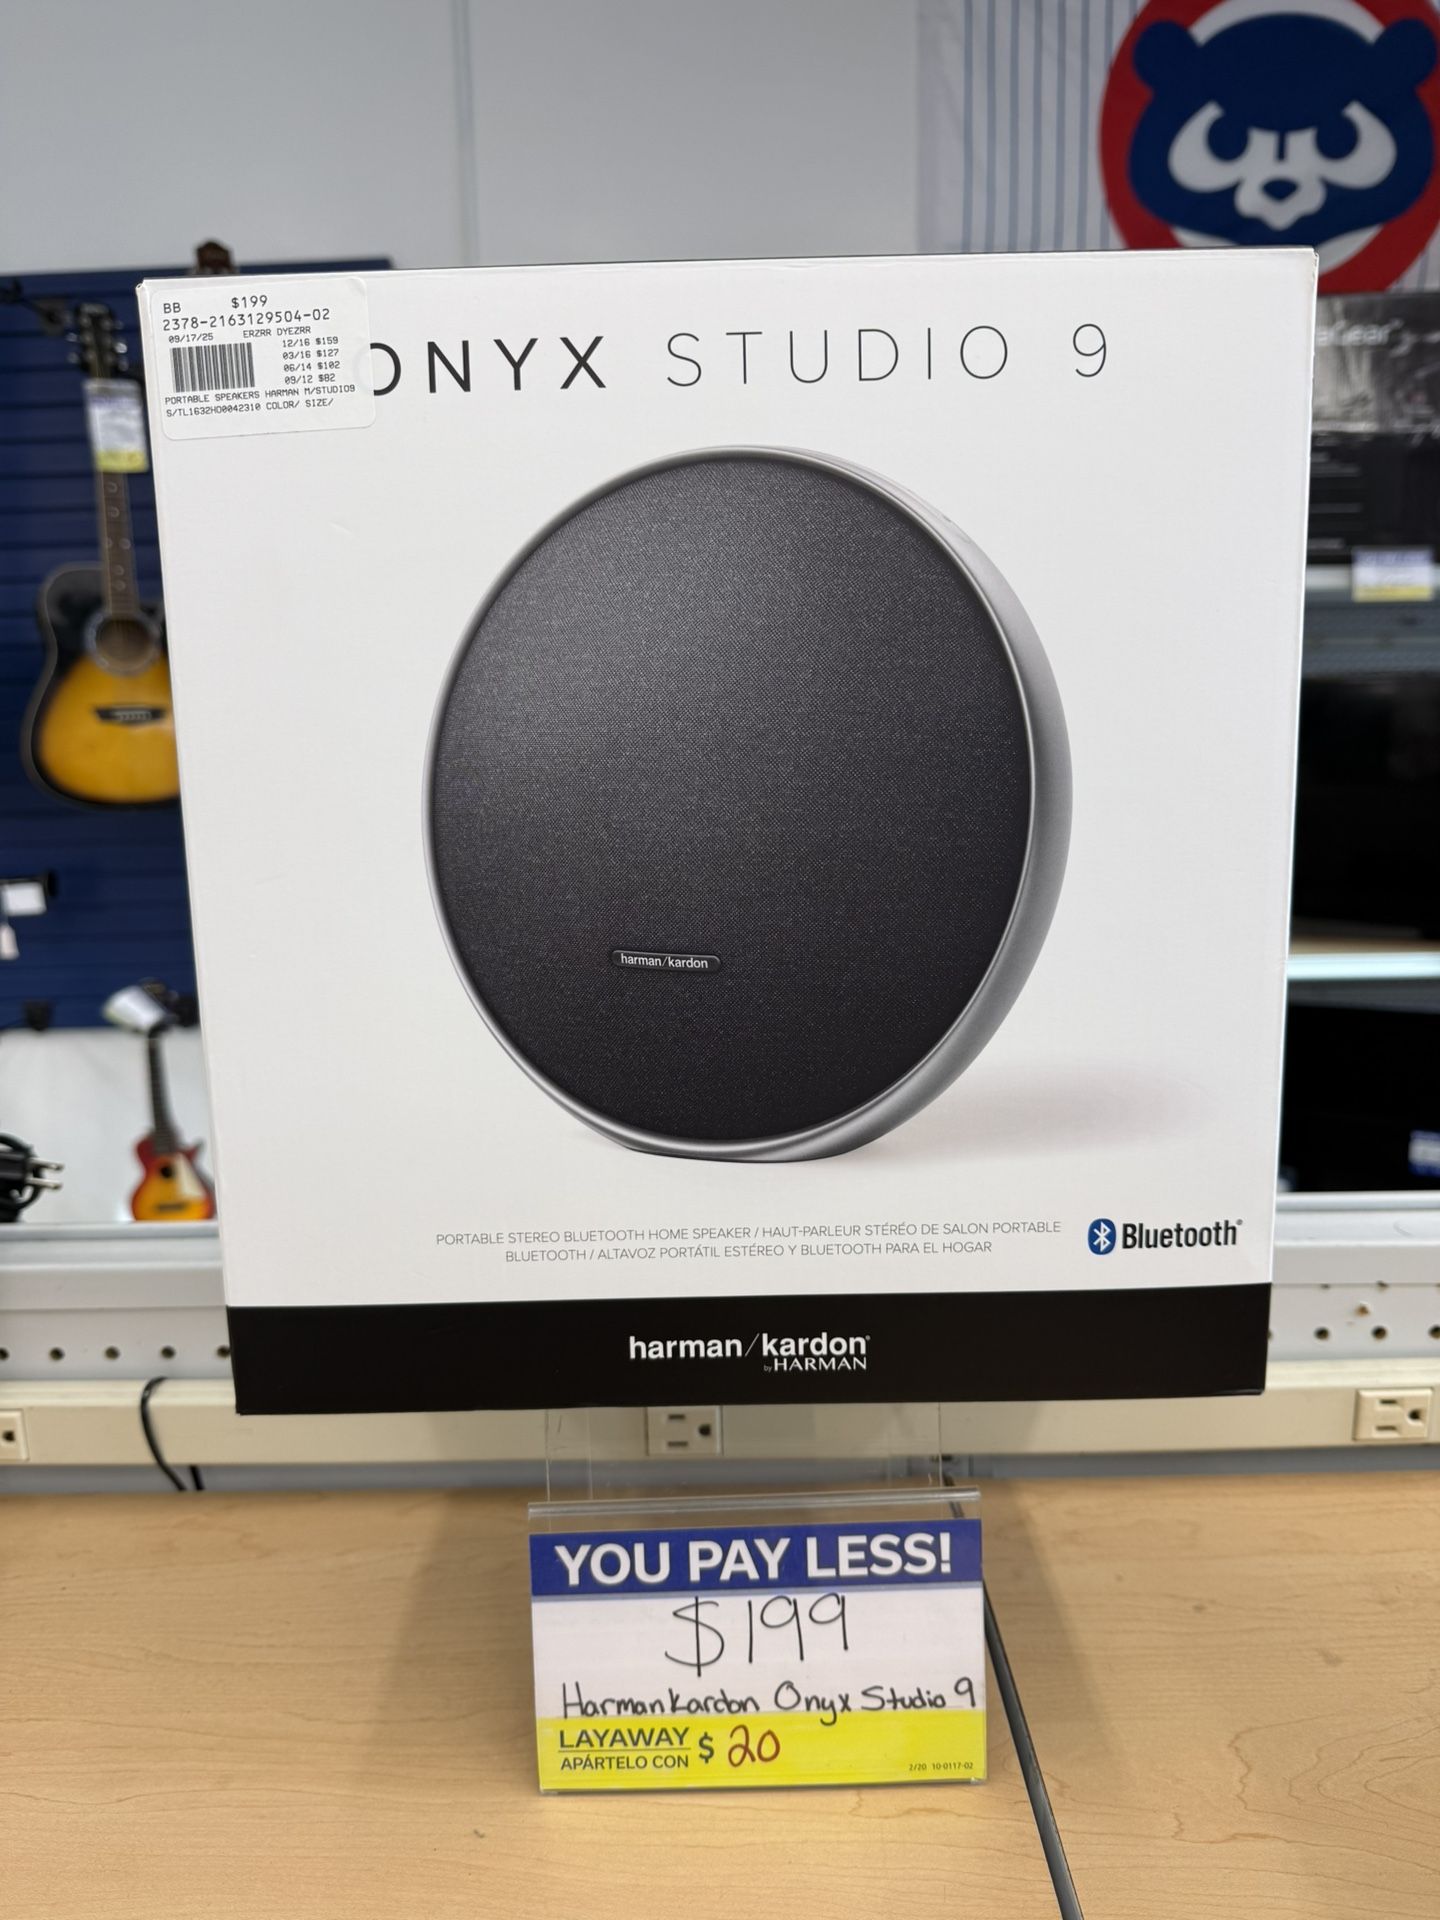 BB $199
2378-2163129504-02
09/17/25 ERZRR DYEZRR
12/16 $159
03/16 $127
06/14 $102
09/12 $82
PORTABLE SPEAKERS HARMAN M/STUDIO9
S/TL1632HO0042310 COLOR/ SIZE/
ONYX STUDIO 9
harman/kardon
PORTABLE STEREO BLUETOOTH HOME SPEAKER / HAUT-PARLEUR STÉRÉO DE SALON PORTABLE
BLUETOOTH / ALTAVOZ PORTÁTIL ESTÉREO Y BLUETOOTH PARA EL HOGAR
Bluetooth®
harman/kardon®
by HARMAN
YOU PAY LESS!
$199
Harman Kardon Onyx Studio 9
LAYAWAY
APÁRTELO CON $ 20
2/20 10-0117-02